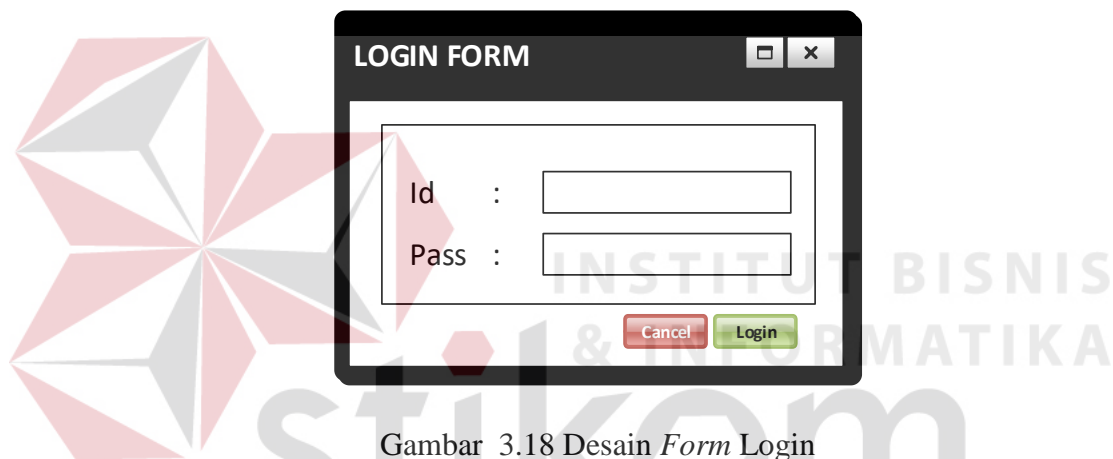 LOGIN FORM
Id :
Pass :
INSTITUT BISNIS
Cancel Login
& INFORMATIKA
stikom
Gambar 3.18 Desain Form Login